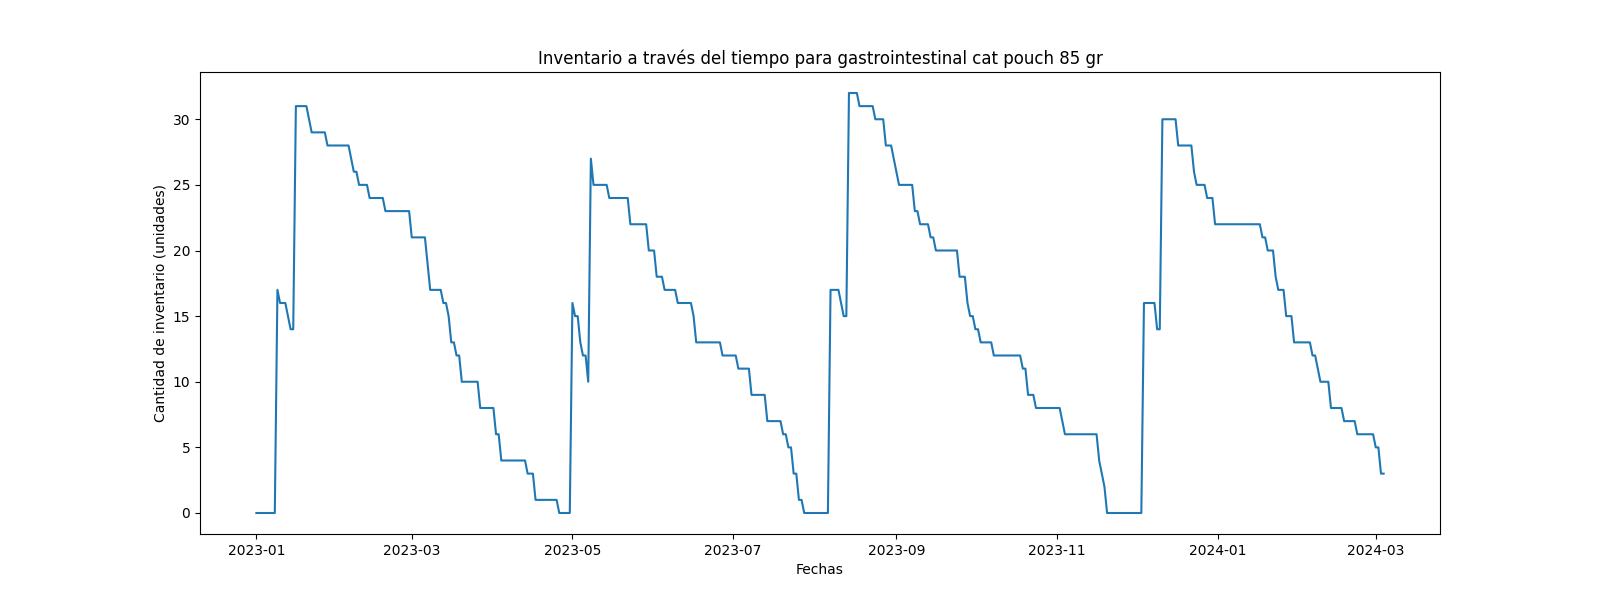 Inventario a través del tiempo para gastrointestinal cat pouch 85 gr
Cantidad de inventario (unidades)
30
25
20
15
10
5
0
2023-01 2023-03 2023-05 2023-07 2023-09 2023-11 2024-01 2024-03
Fechas